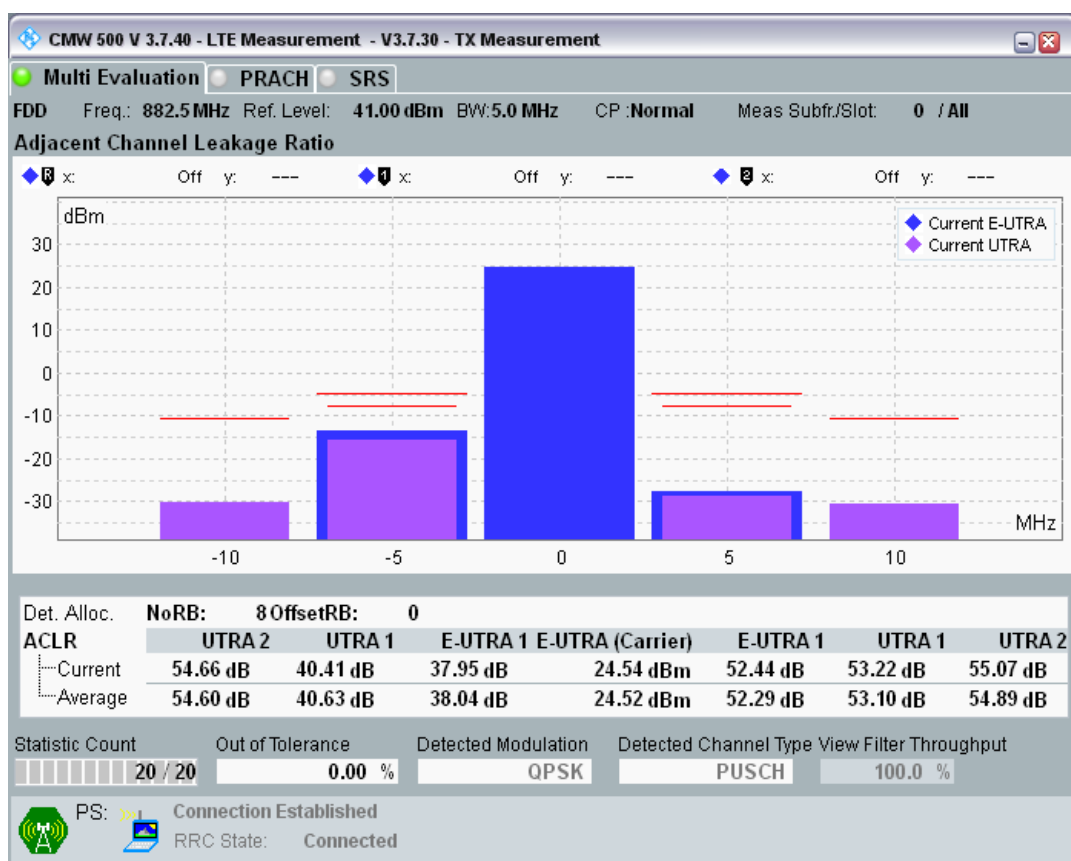 CMW 500 V 3.7.40 - LTE Measurement - V3.7.30 - TX Measurement
Multi Evaluation PRACH SRS
FDD Freq.: 882.5 MHz Ref. Level: 41.00 dBm BW:5.0 MHz CP :Normal Meas Subfr./Slot: 0 / All
Adjacent Channel Leakage Ratio
R x: Off y: --- 1 x: Off y: --- 2 x: Off y: ---
dBm
Current E-UTRA
Current UTRA
30
20
10
0
-10
-20
-30
MHz
-10 -5 0 5 10
Det. Alloc. NoRB: 8 OffsetRB: 0
ACLR UTRA 2 UTRA 1 E-UTRA 1 E-UTRA (Carrier) E-UTRA 1 UTRA 1 UTRA 2
Current 54.66 dB 40.41 dB 37.95 dB 24.54 dBm 52.44 dB 53.22 dB 55.07 dB
Average 54.60 dB 40.63 dB 38.04 dB 24.52 dBm 52.29 dB 53.10 dB 54.89 dB
Statistic Count Out of Tolerance Detected Modulation Detected Channel Type View Filter Throughput
20 / 20 0.00 % QPSK PUSCH 100.0 %
PS: Connection Established
RRC State: Connected